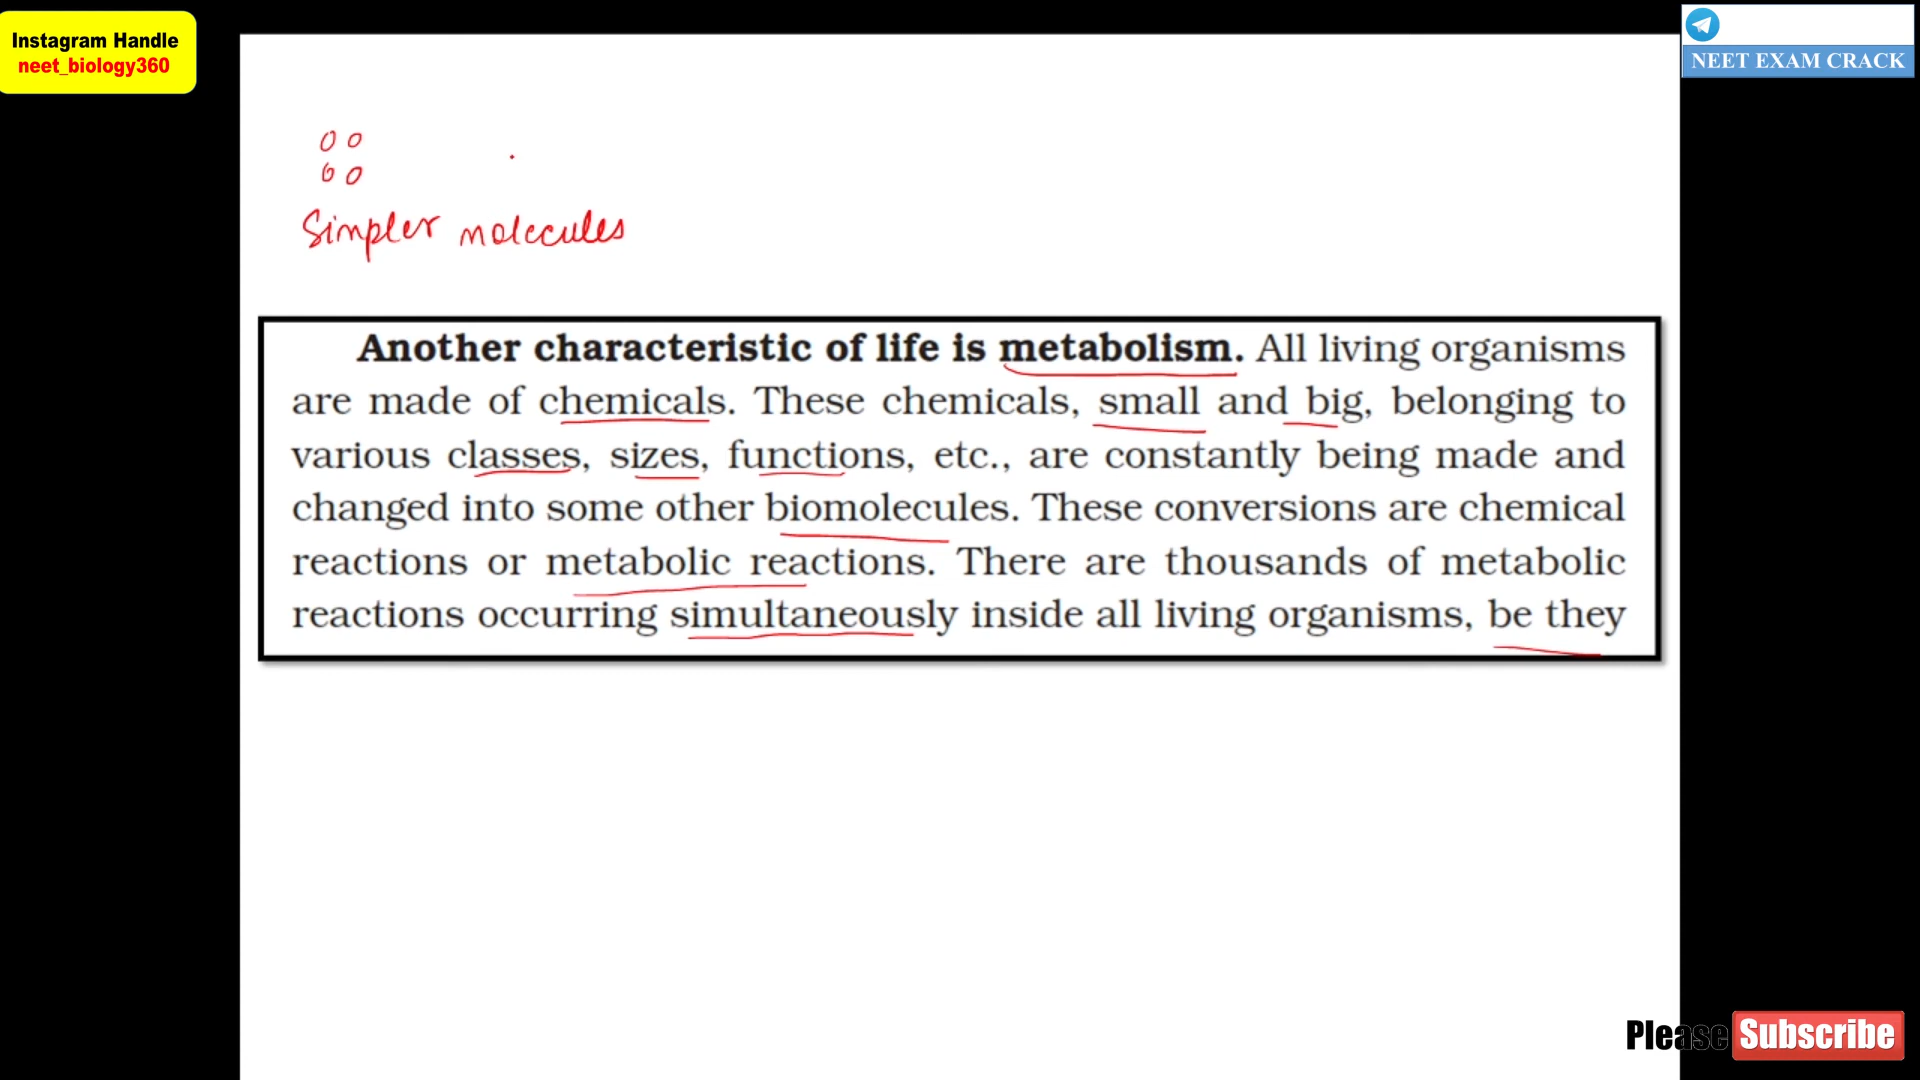 Instagram Handle
neet_biology360
NEET EXAM CRACK
Simpler molecules
Another characteristic of life is metabolism. All living organisms
are made of chemicals. These chemicals, small and big, belonging to
various classes, sizes, functions, etc., are constantly being made and
changed into some other biomolecules. These conversions are chemical
reactions or metabolic reactions. There are thousands of metabolic
reactions occurring simultaneously inside all living organisms, be they
Please Subscribe